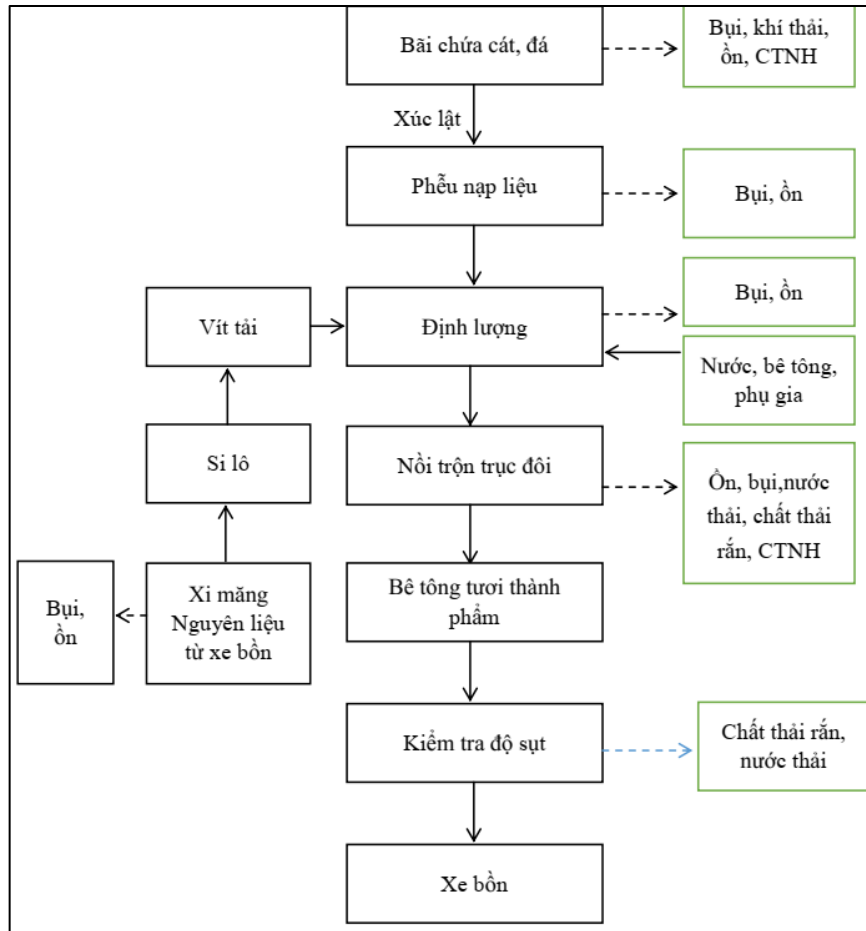 Bãi chứa cát, đá
Bụi, khí thải,
ồn, CTNH
Xúc lật
Phễu nạp liệu
Bụi, ồn
Bụi, ồn
Vít tải
Định lượng
Nước, bê tông,
phụ gia
Si lô
Nồi trộn trục đôi
Ồn, bụi,nước
thải, chất thải
rắn, CTNH
Bụi,
ồn
Xi măng
Nguyên liệu
từ xe bồn
Bê tông tươi thành
phẩm
Kiểm tra độ sụt
Chất thải rắn,
nước thải
Xe bồn